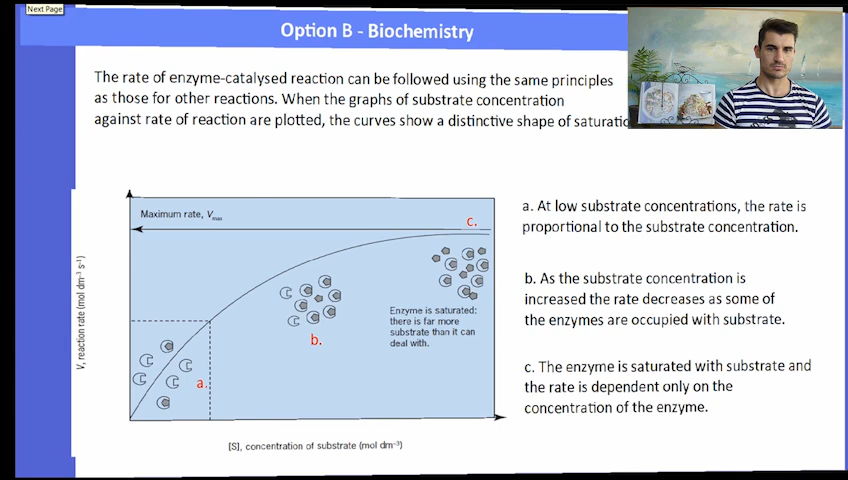 Next Page
Option B - Biochemistry
The rate of enzyme-catalysed reaction can be followed using the same principles
as those for other reactions. When the graphs of substrate concentration
against rate of reaction are plotted, the curves show a distinctive shape of saturatio
Maximum rate, Vmax
c.
Enzyme is saturated:
there is far more
substrate than it can
deal with.
b.
a.
V, reaction rate (mol dm⁻³ s⁻¹)
[S], concentration of substrate (mol dm⁻³)
a. At low substrate concentrations, the rate is
proportional to the substrate concentration.
b. As the substrate concentration is
increased the rate decreases as some of
the enzymes are occupied with substrate.
c. The enzyme is saturated with substrate and
the rate is dependent only on the
concentration of the enzyme.